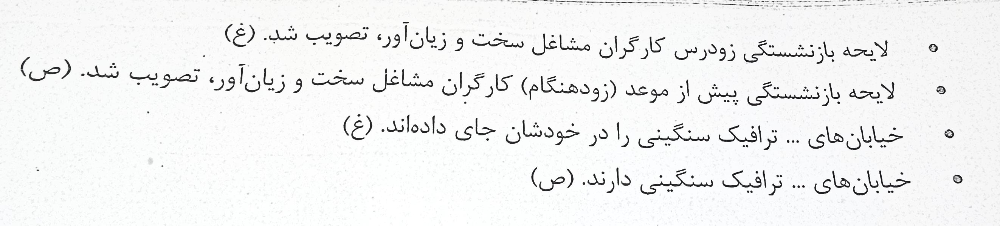 • لایحه بازنشستگی زودرس کارگران مشاغل سخت و زیان‌آور، تصویب شد. (غ)
• لایحه بازنشستگی پیش از موعد (زودهنگام) کارگران مشاغل سخت و زیان‌آور، تصویب شد. (ص)
• خیابان‌های ... ترافیک سنگینی را در خودشان جای داده‌اند. (غ)
• خیابان‌های ... ترافیک سنگینی دارند. (ص)